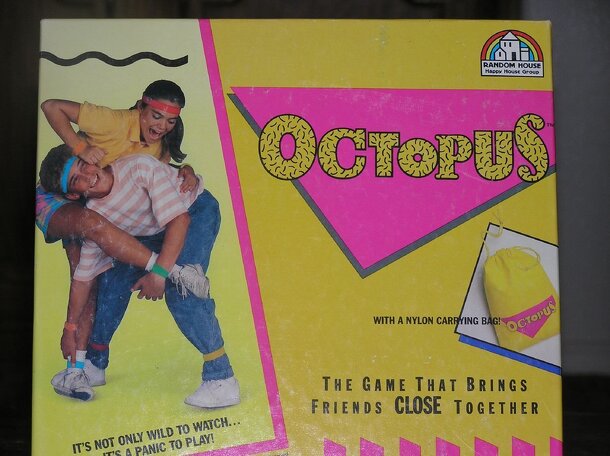 RANDOM HOUSE
Happy House Group
OCTOPUS™
WITH A NYLON CARRYING BAG!
OCTOPUS
THE GAME THAT BRINGS
FRIENDS CLOSE TOGETHER
IT'S NOT ONLY WILD TO WATCH...
IT'S A PANIC TO PLAY!